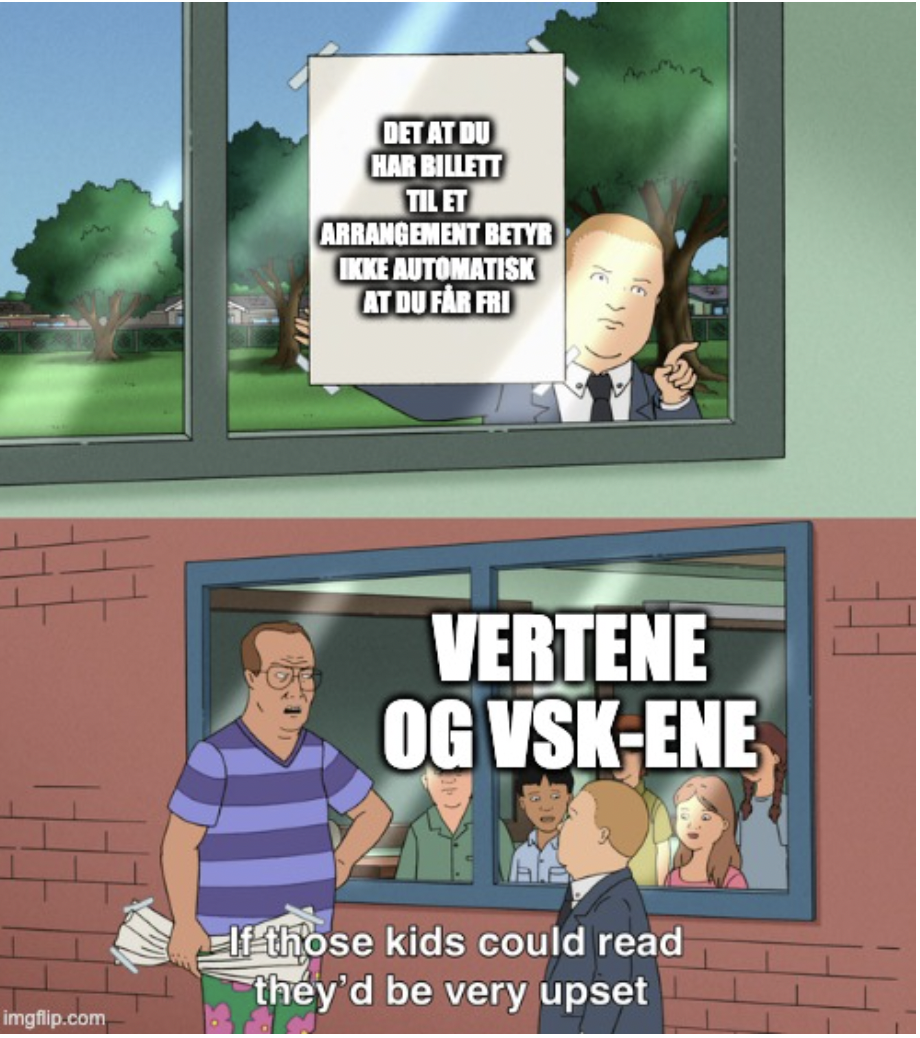 DET AT DU
HAR BILLETT
TIL ET
ARRANGEMENT BETYR
IKKE AUTOMATISK
AT DU FÅR FRI
VERTENE
OG VSK-ENE
If those kids could read
they'd be very upset
imgflip.com